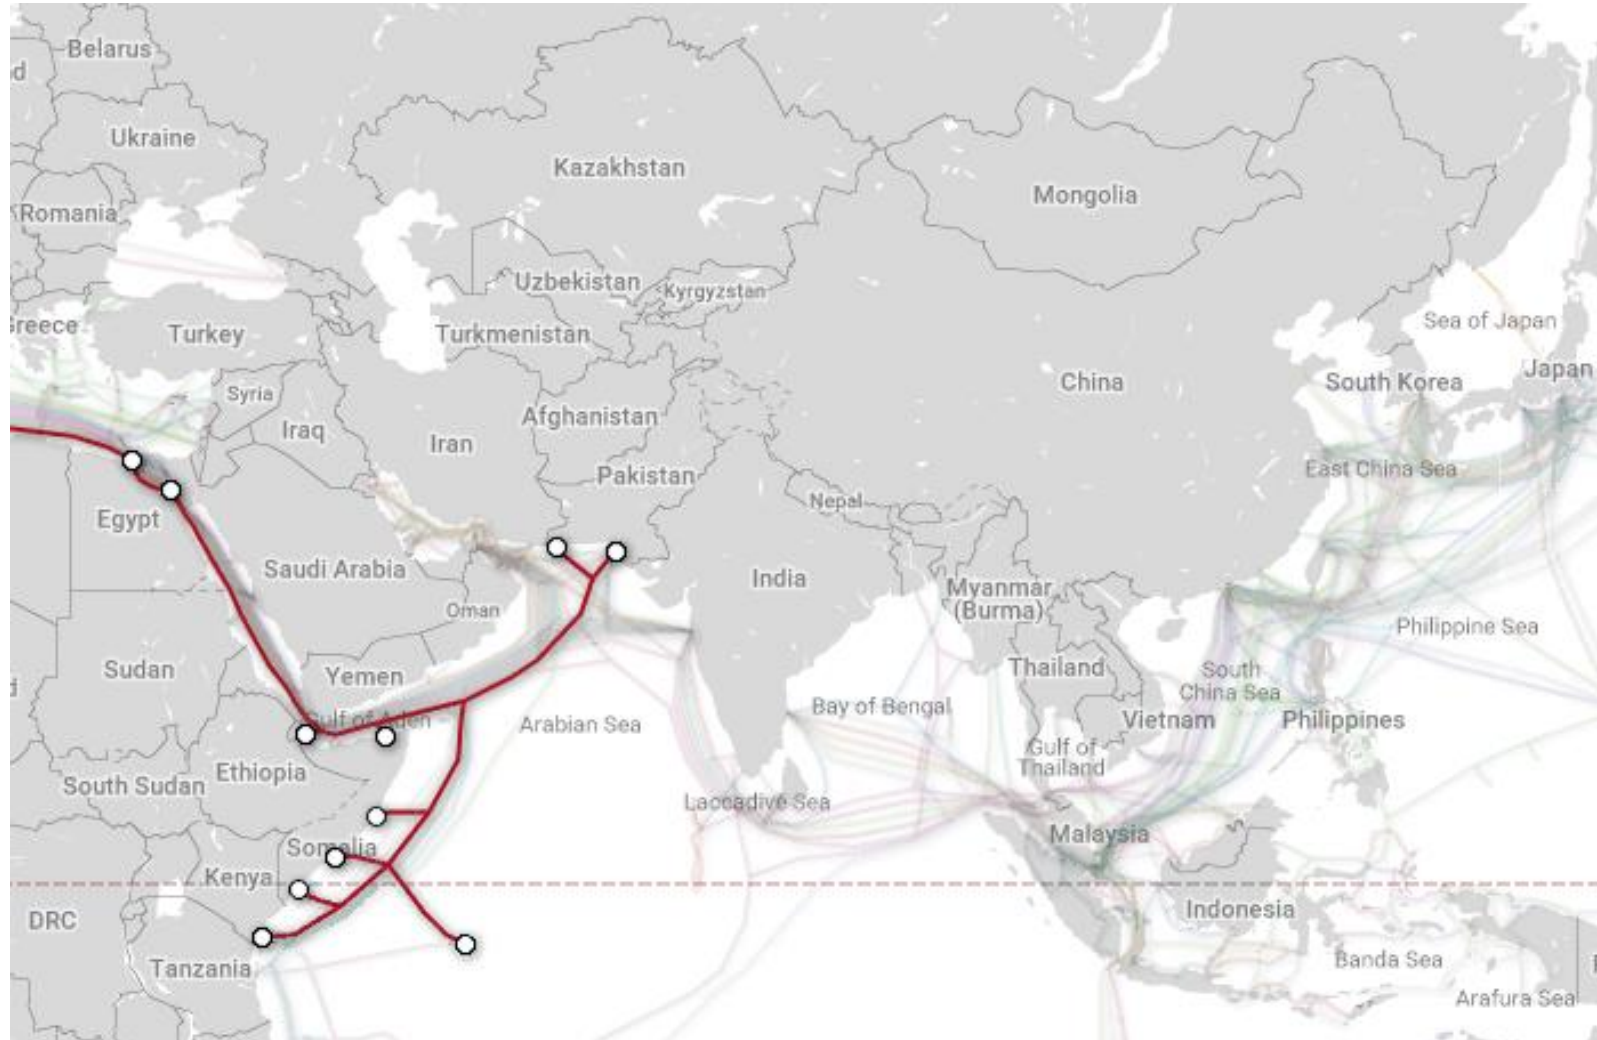 Belarus
d
Ukraine
Kazakhstan
Mongolia
Romania
Uzbekistan
Kyrgyzstan
Greece
Turkey
Turkmenistan
Sea of Japan
Syria
China
South Korea
Japan
Iraq
Iran
Afghanistan
Pakistan
East China Sea
Nepal
Egypt
Saudi Arabia
India
Myanmar
(Burma)
Oman
Philippine Sea
Sudan
Yemen
Thailand
South
China Sea
d
Gulf of Aden
Arabian Sea
Bay of Bengal
Vietnam
Philippines
Gulf of
Thailand
Ethiopia
South Sudan
Laccadive Sea
Malaysia
Somalia
Kenya
DRC
Indonesia
Tanzania
Banda Sea
Arafura Sea